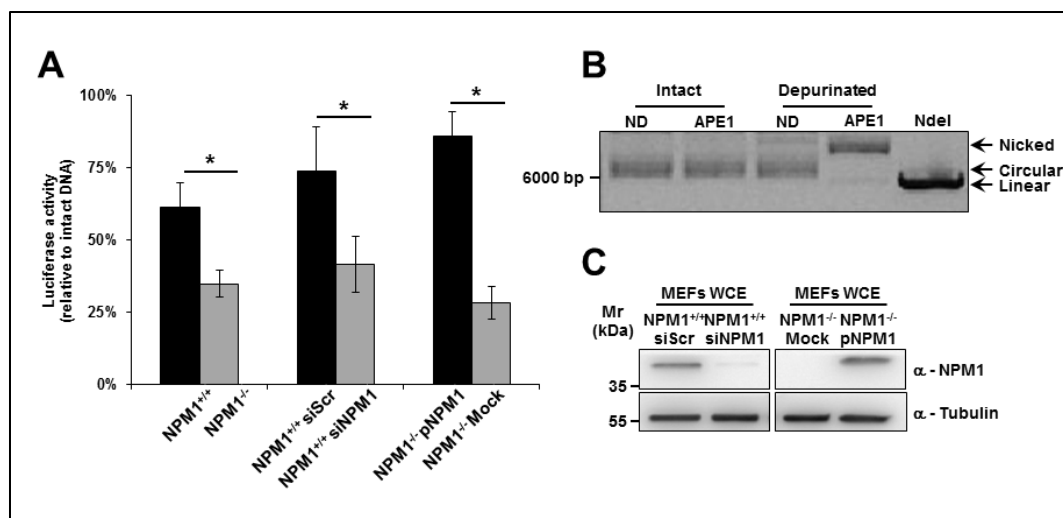 A
Luciferase activity
(relative to intact DNA)
100%
75%
50%
25%
0%
*
*
*
NPM1+/+
NPM1-/-
NPM1+/+ siScr
NPM1+/+ siNPM1
NPM1-/- pNPM1
NPM1-/- Mock
B
Intact
Depurinated
ND
APE1
ND
APE1
NdeI
6000 bp
Nicked
Circular
Linear
C
MEFs WCE
MEFs WCE
Mr
(kDa)
NPM1+/+
siScr
NPM1+/+
siNPM1
NPM1-/-
Mock
NPM1-/-
pNPM1
35
55
α - NPM1
α - Tubulin